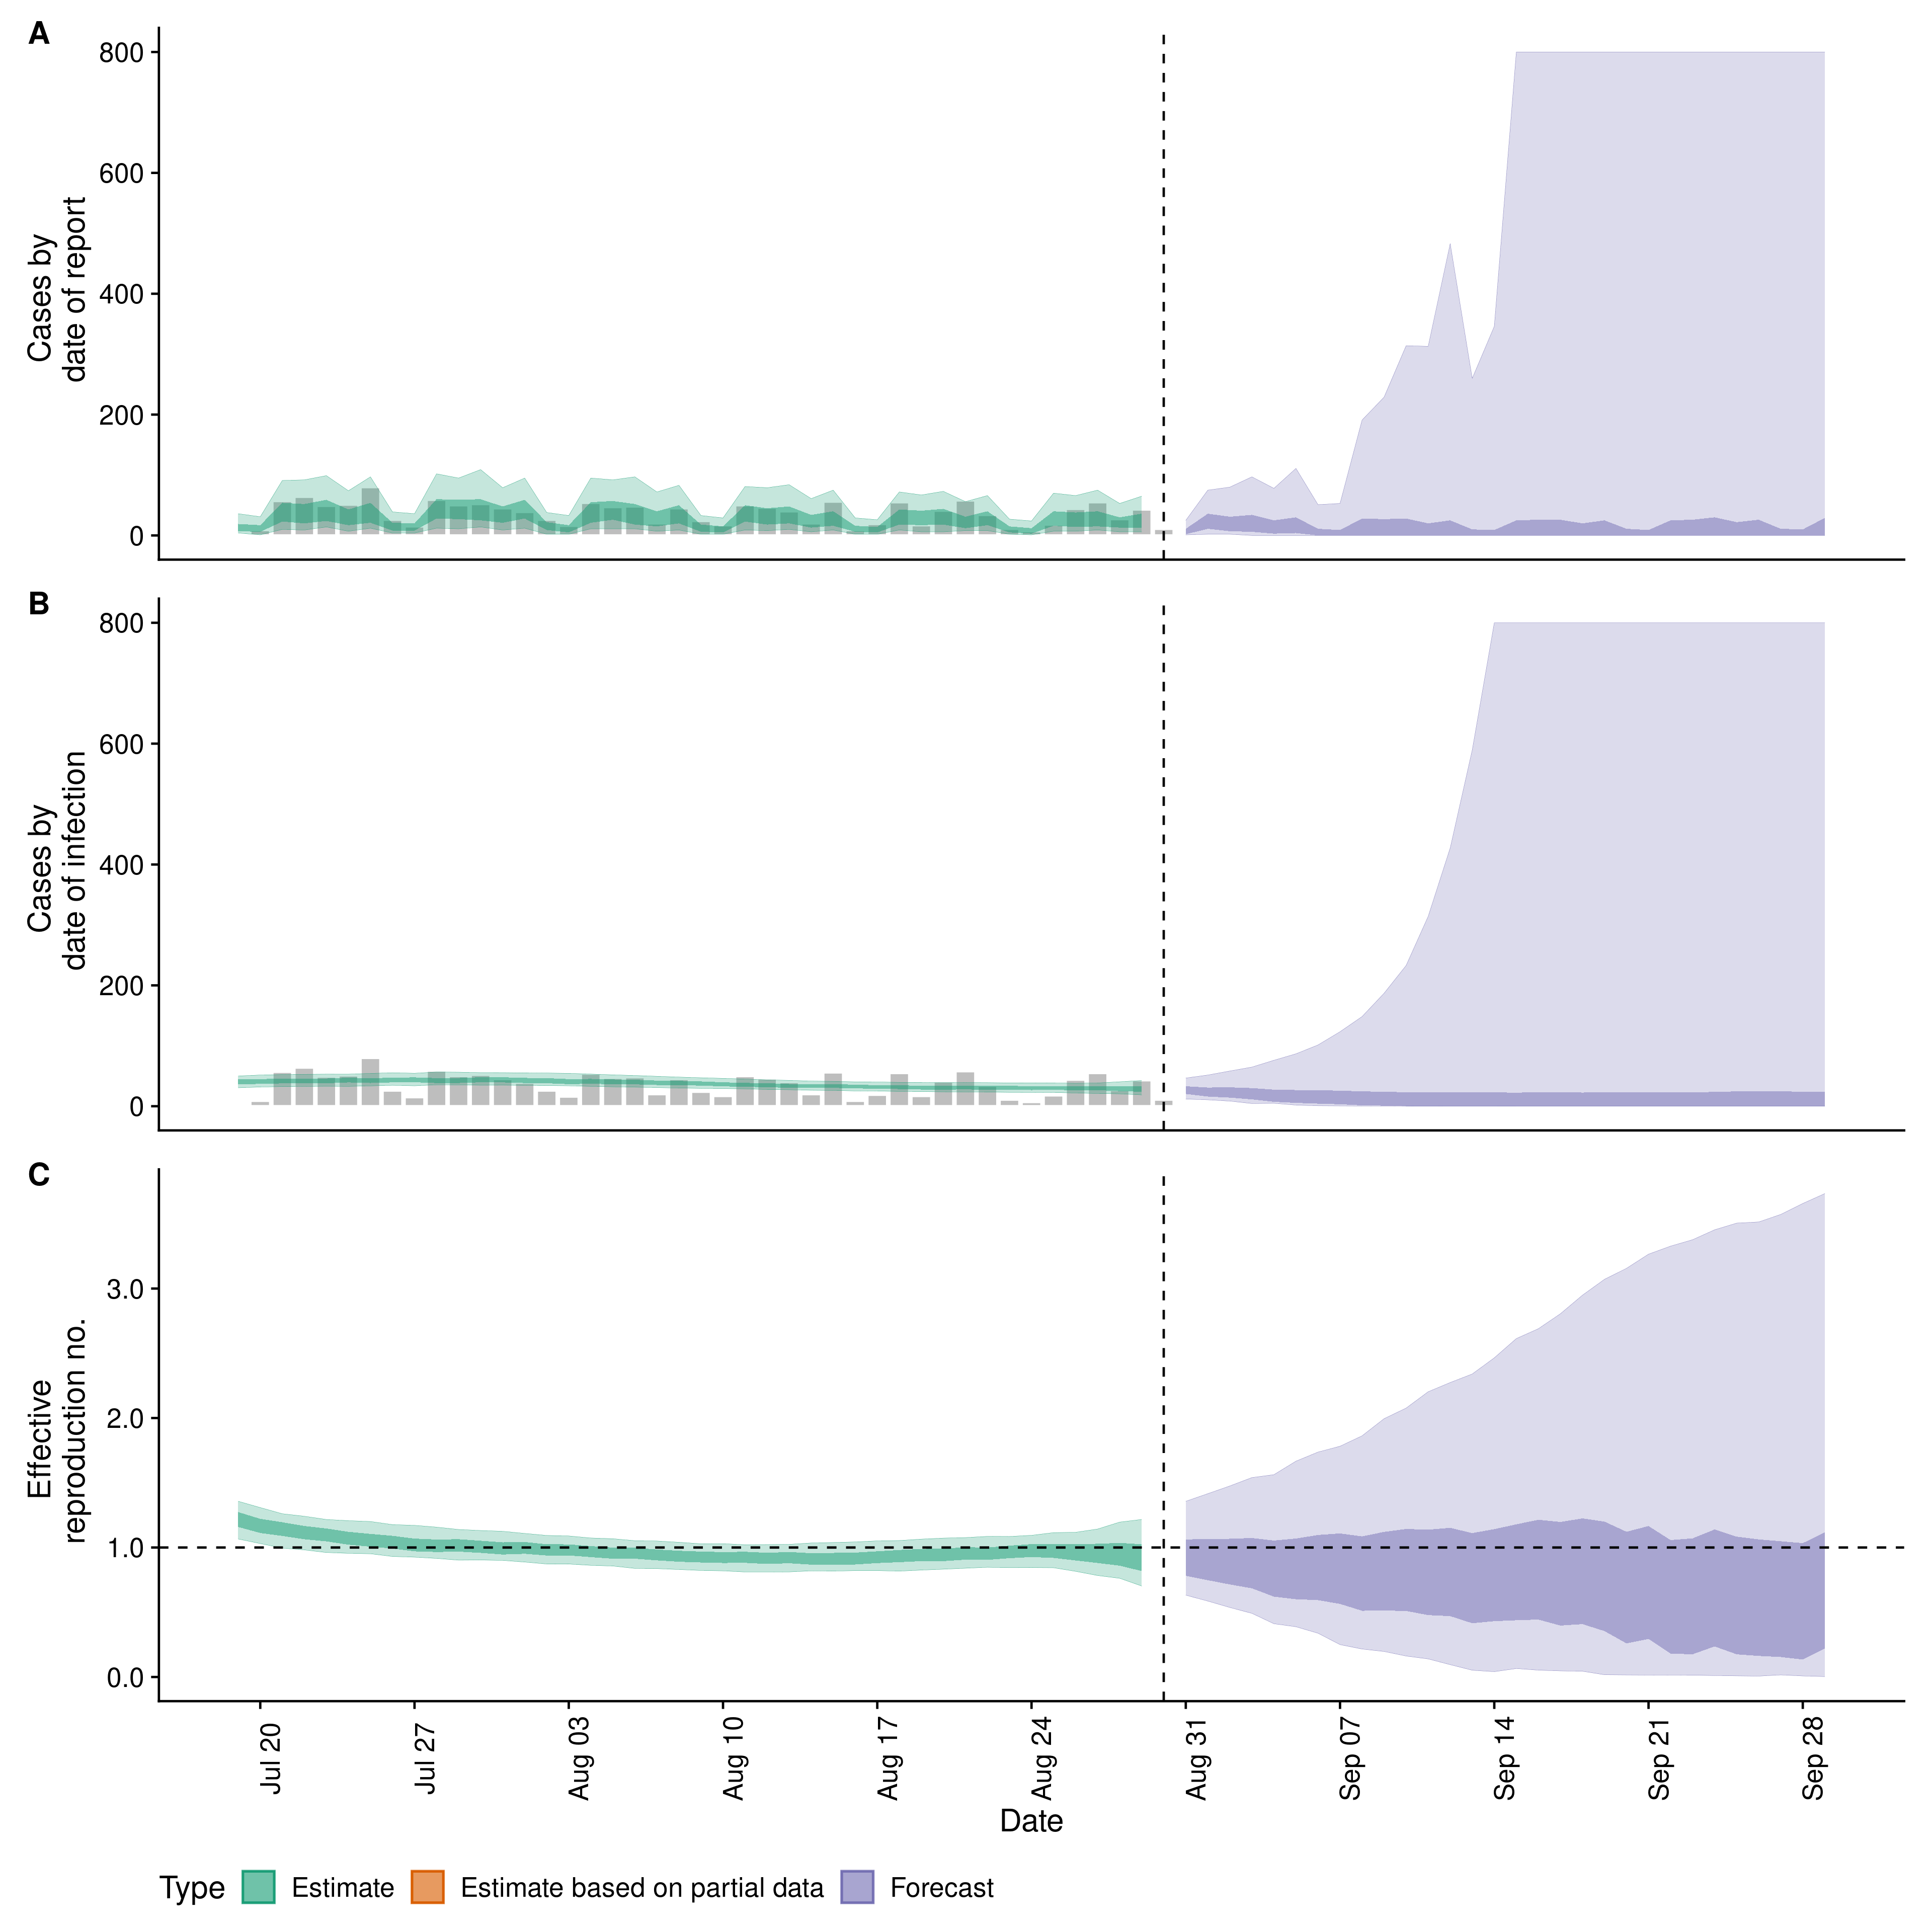 A
800
600
400
200
0
Cases by
date of report
B
800
600
400
200
0
Cases by
date of infection
C
3.0
2.0
1.0
0.0
Effective
reproduction no.
Jul 20
Jul 27
Aug 03
Aug 10
Aug 17
Aug 24
Aug 31
Sep 07
Sep 14
Sep 21
Sep 28
Date
Type Estimate Estimate based on partial data Forecast